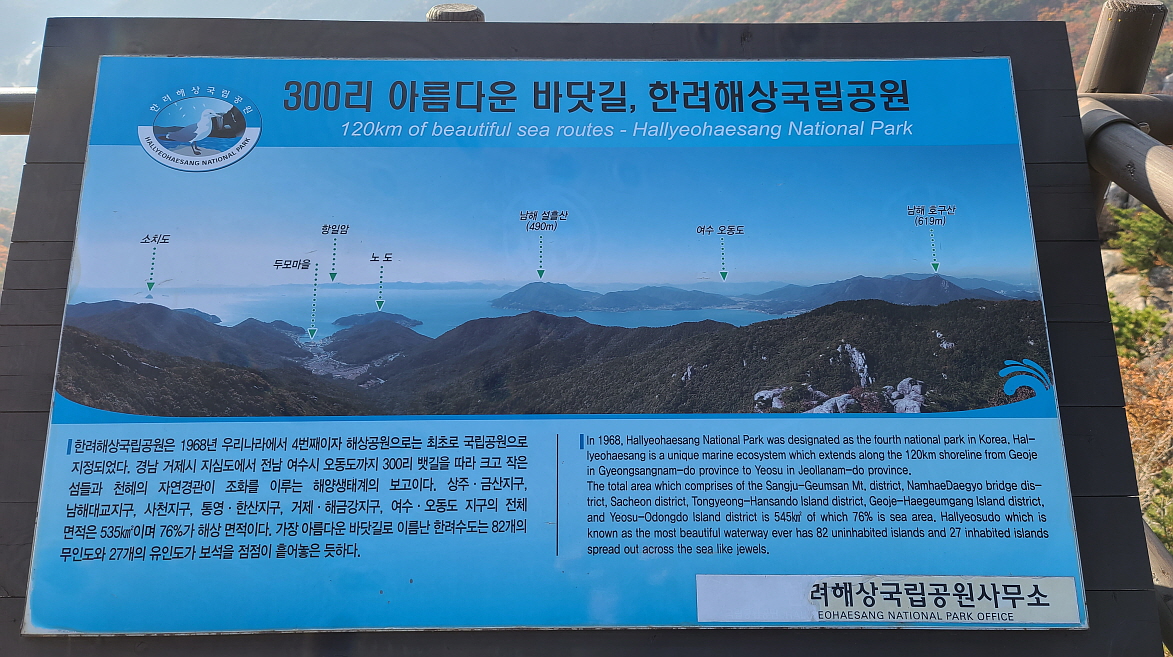 한려해상국립공원
HALLYEOHAESANG NATIONAL PARK
300리 아름다운 바닷길, 한려해상국립공원
120km of beautiful sea routes - Hallyeohaesang National Park
소치도
두모마을
향일암
노 도
남해 설흘산
(490m)
여수 오동도
남해 호구산
(619m)
한려해상국립공원은 1968년 우리나라에서 4번째이자 해상공원으로는 최초로 국립공원으로
지정되었다. 경남 거제시 지심도에서 전남 여수시 오동도까지 300리 뱃길을 따라 크고 작은
섬들과 천혜의 자연경관이 조화를 이루는 해양생태계의 보고이다. 상주 · 금산지구,
남해대교지구, 사천지구, 통영 · 한산지구, 거제 · 해금강지구, 여수 · 오동도 지구의 전체
면적은 535㎢이며 76%가 해상 면적이다. 가장 아름다운 바닷길로 이름난 한려수도는 82개의
무인도와 27개의 유인도가 보석을 점점이 흩어놓은 듯하다.
In 1968, Hallyeohaesang National Park was designated as the fourth national park in Korea. Hal-
lyeohaesang is a unique marine ecosystem which extends along the 120km shoreline from Geoje
in Gyeongsangnam-do province to Yeosu in Jeollanam-do province.
The total area which comprises of the Sangju-Geumsan Mt, district, NamhaeDaegyo bridge dis-
trict, Sacheon district, Tongyeong-Hansando Island district, Geoje-Haegeumgang Island district,
and Yeosu-Odongdo Island district is 545㎢ of which 76% is sea area. Hallyeosudo which is
known as the most beautiful waterway ever has 82 uninhabited islands and 27 inhabited islands
spread out across the sea like jewels.
려해상국립공원사무소
EOHAESANG NATIONAL PARK OFFICE